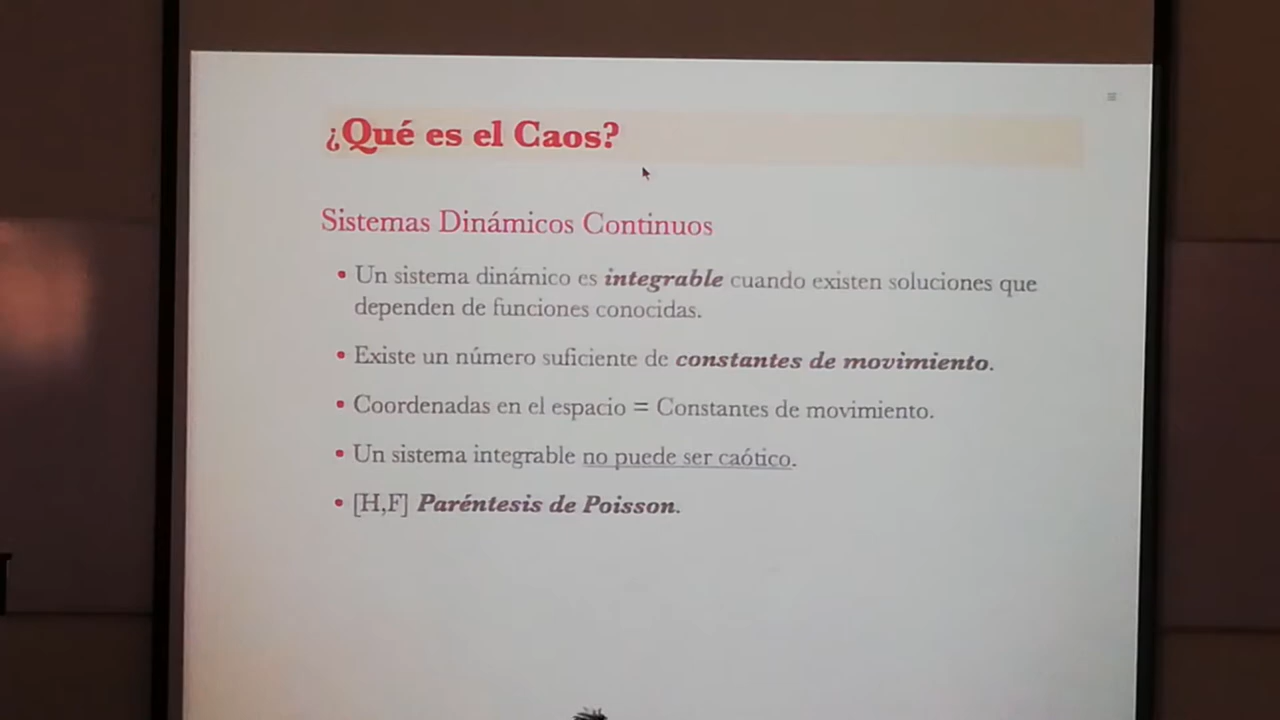 ¿Qué es el Caos?
Sistemas Dinámicos Continuos
• Un sistema dinámico es integrable cuando existen soluciones que
dependen de funciones conocidas.
• Existe un número suficiente de constantes de movimiento.
• Coordenadas en el espacio = Constantes de movimiento.
• Un sistema integrable no puede ser caótico.
• [H,F] Paréntesis de Poisson.